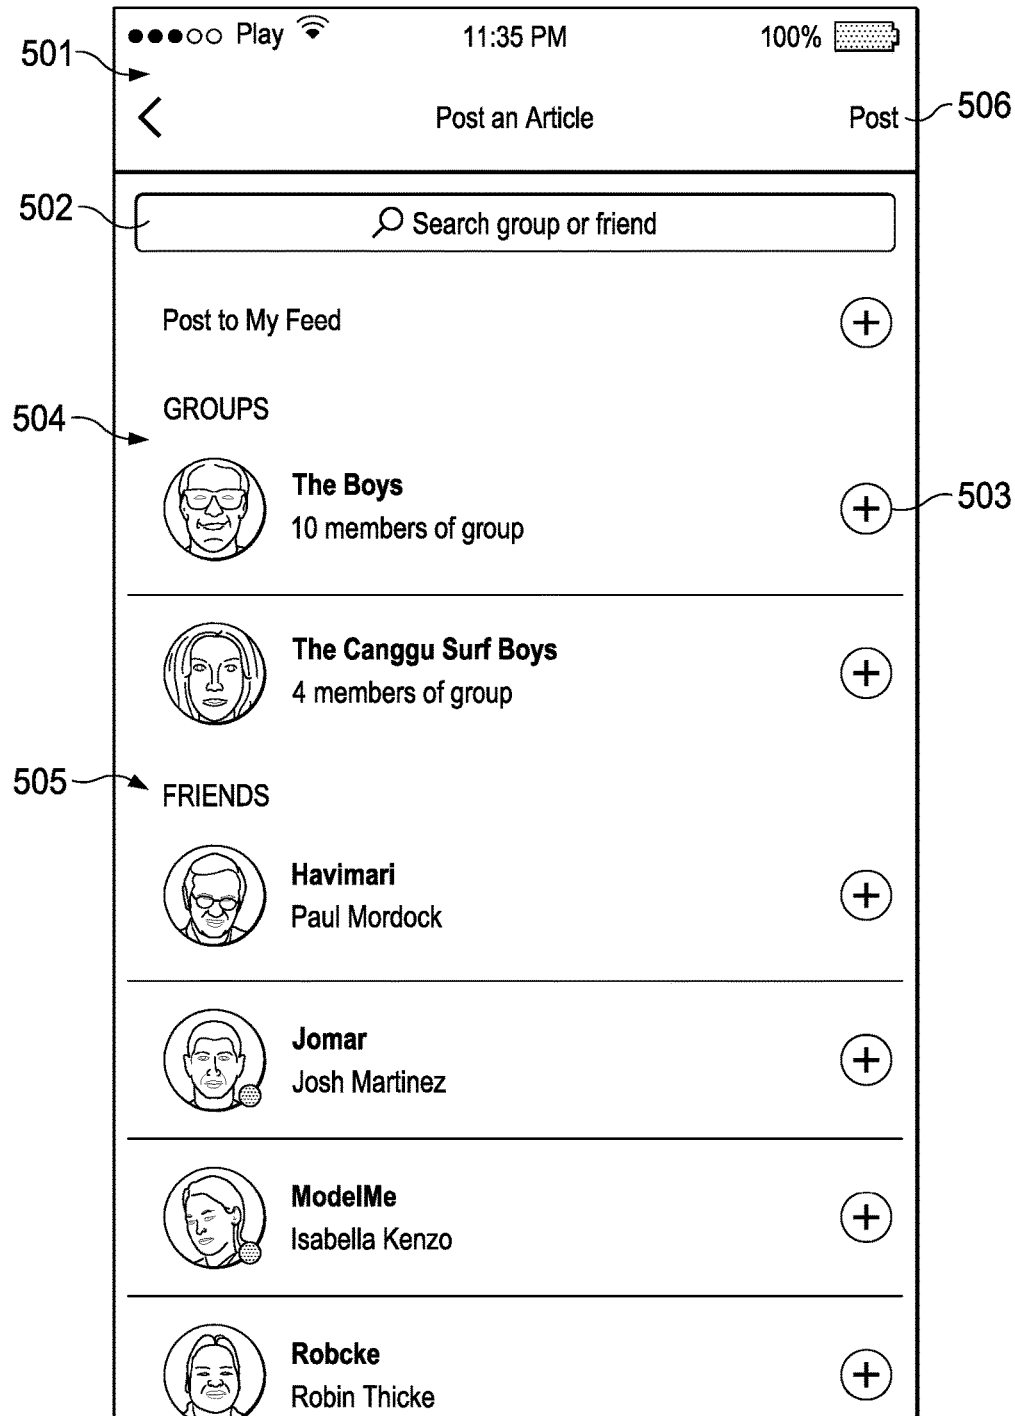 Play 11:35 PM 100%
501
Post an Article Post 506
502 Search group or friend
Post to My Feed
GROUPS
504
The Boys
10 members of group
503
The Canggu Surf Boys
4 members of group
505
FRIENDS
Havimari
Paul Mordock
Jomar
Josh Martinez
ModelMe
Isabella Kenzo
Robcke
Robin Thicke